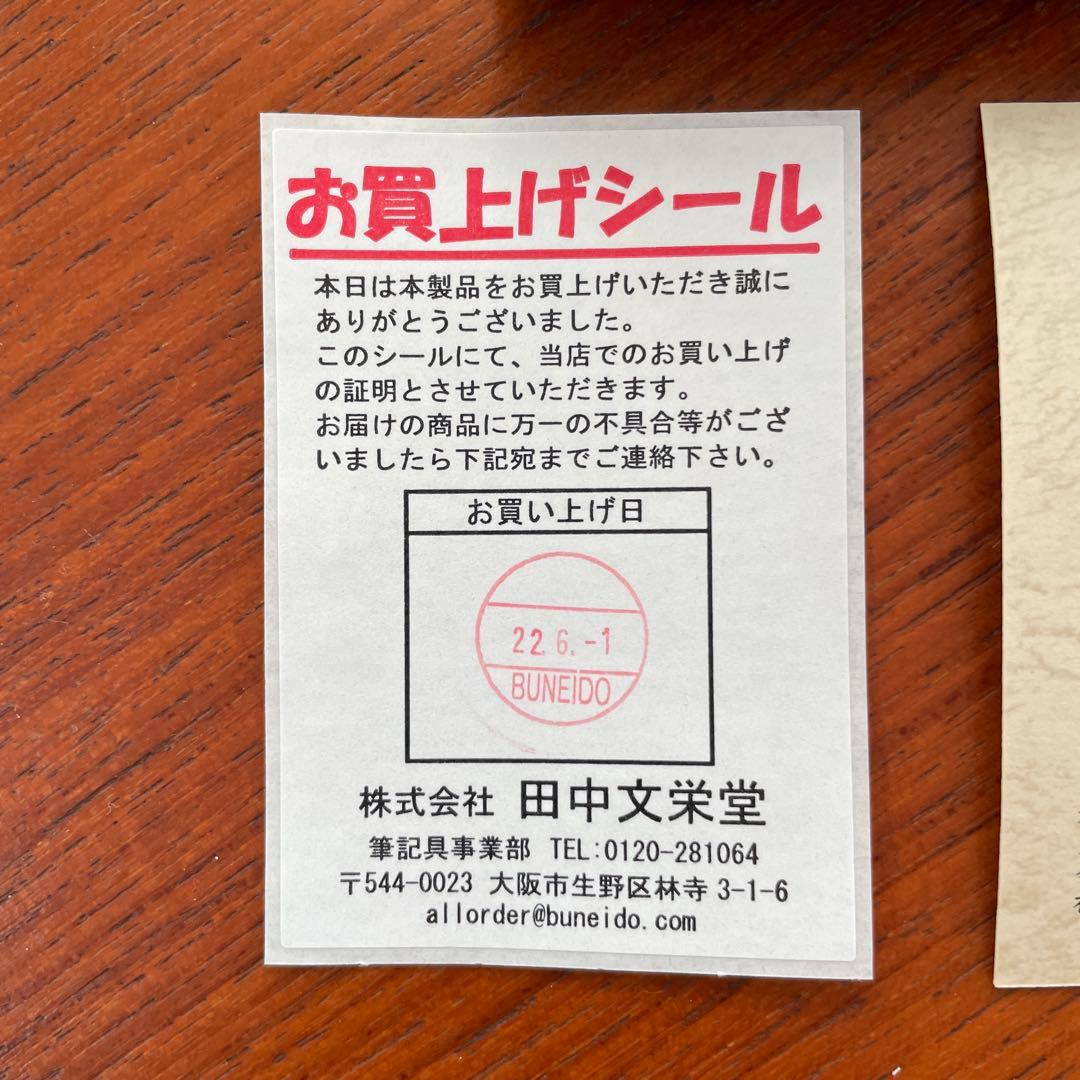 お買上げシール
本日は本製品をお買上げいただき誠に
ありがとうございました。
このシールにて、当店でのお買い上げ
の証明とさせていただきます。
お届けの商品に万一の不具合等がござ
いましたら下記宛までご連絡下さい。
お買い上げ日
22.6.-1
BUNEIDO
株式会社 田中文栄堂
筆記具事業部 TEL:0120-281064
〒544-0023 大阪市生野区林寺3-1-6
allorder@buneido.com